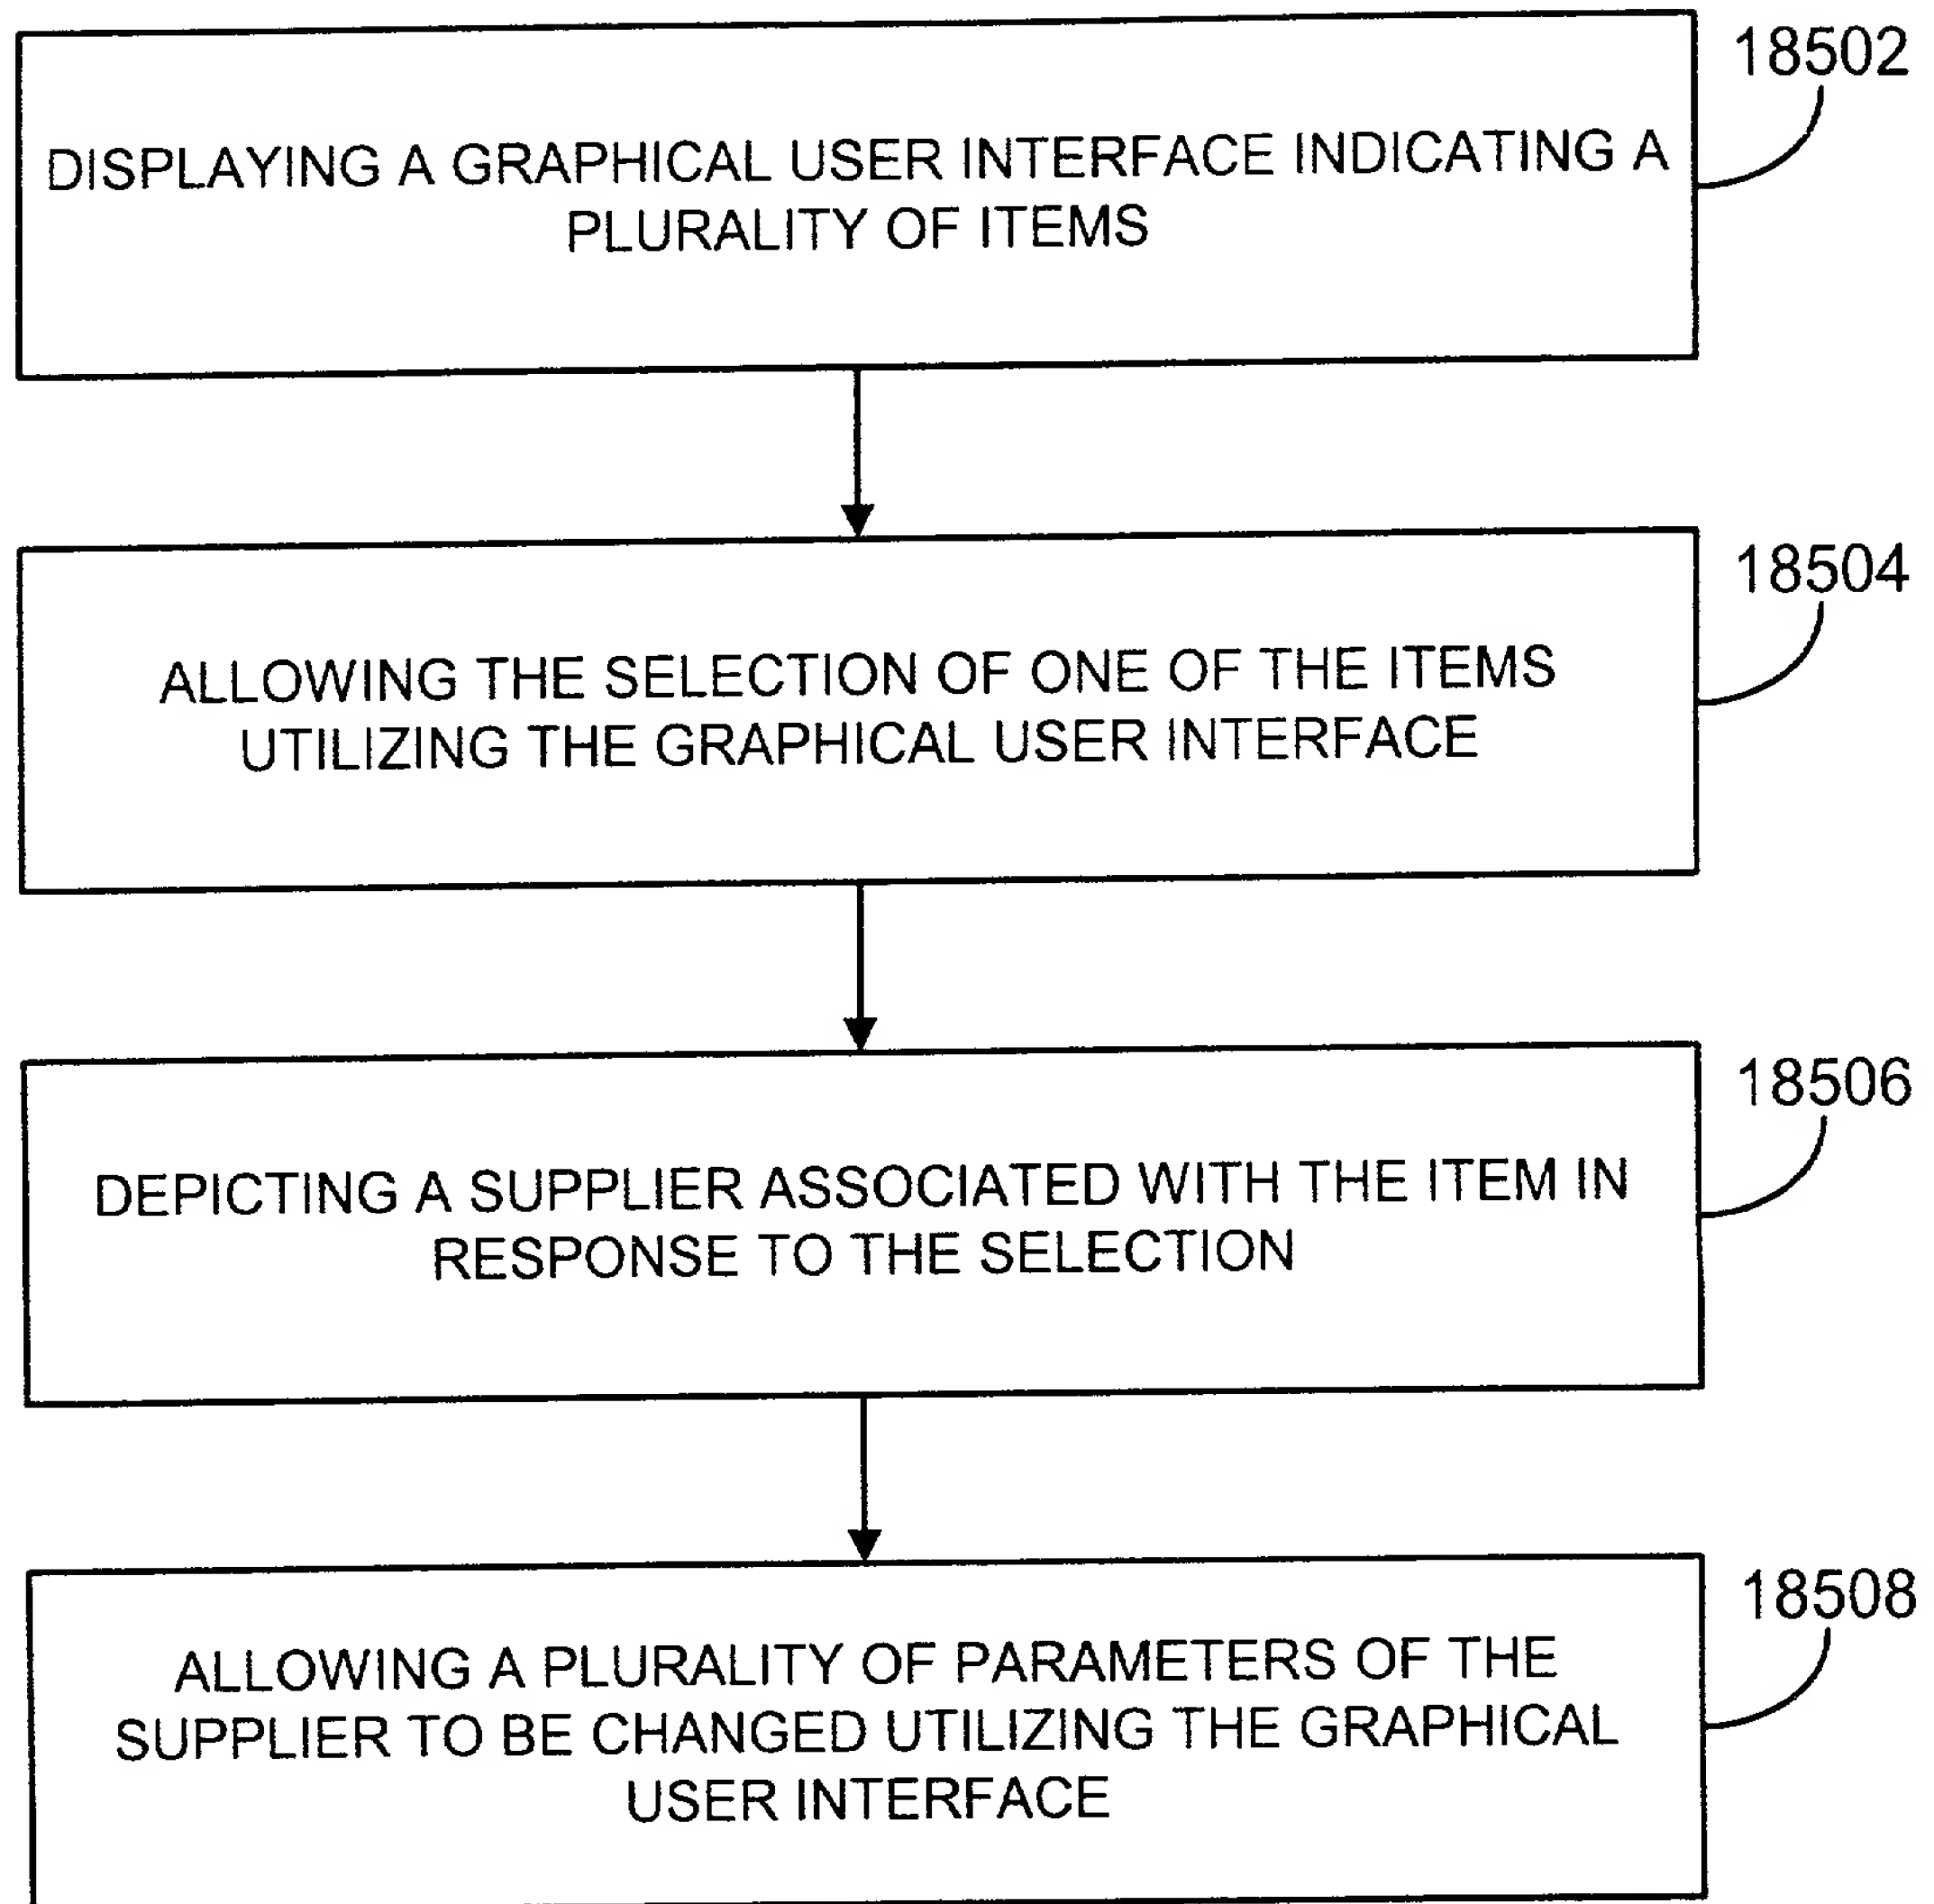 18502
DISPLAYING A GRAPHICAL USER INTERFACE INDICATING A
PLURALITY OF ITEMS
18504
ALLOWING THE SELECTION OF ONE OF THE ITEMS
UTILIZING THE GRAPHICAL USER INTERFACE
18506
DEPICTING A SUPPLIER ASSOCIATED WITH THE ITEM IN
RESPONSE TO THE SELECTION
18508
ALLOWING A PLURALITY OF PARAMETERS OF THE
SUPPLIER TO BE CHANGED UTILIZING THE GRAPHICAL
USER INTERFACE